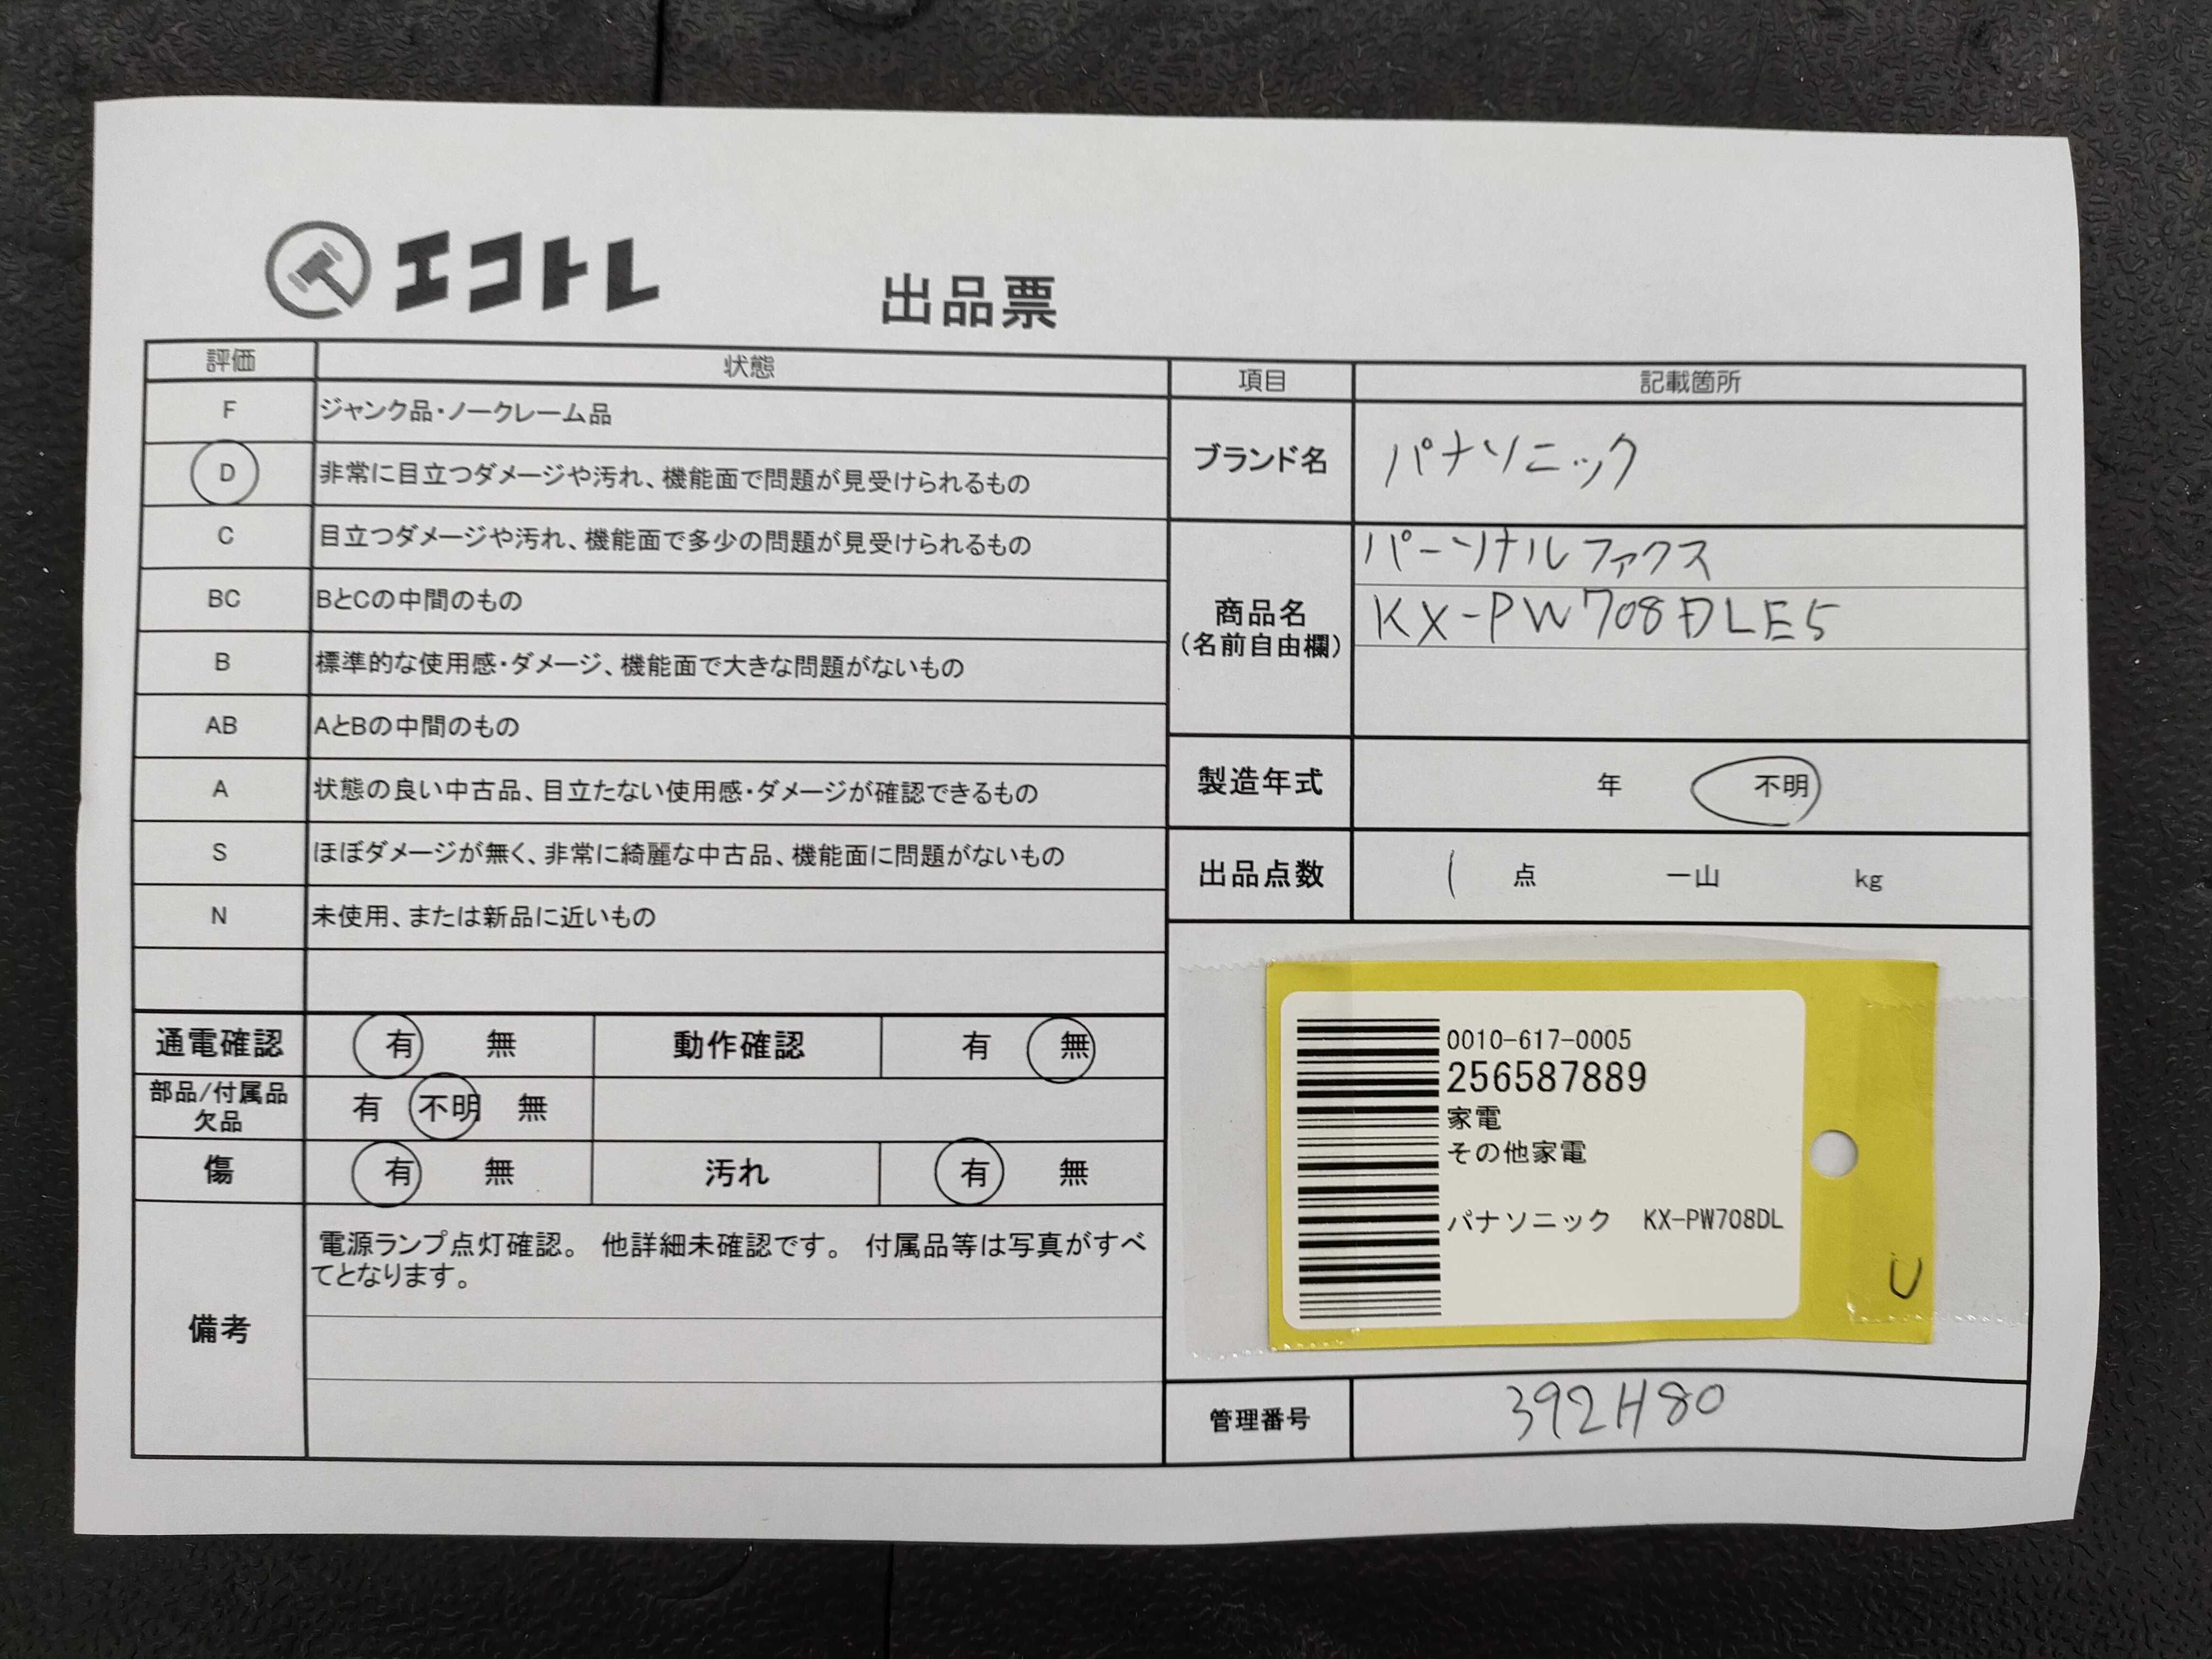 エコトレ
出品票
評価 状態
F ジャンク品・ノークレーム品
D 非常に目立つダメージや汚れ、機能面で問題が見受けられるもの
C 目立つダメージや汚れ、機能面で多少の問題が見受けられるもの
BC BとCの中間のもの
B 標準的な使用感・ダメージ、機能面で大きな問題がないもの
AB AとBの中間のもの
A 状態の良い中古品、目立たない使用感・ダメージが確認できるもの
S ほぼダメージが無く、非常に綺麗な中古品、機能面に問題がないもの
N 未使用、または新品に近いもの
通電確認 有 無 動作確認 有 無
部品/付属品
欠品 有 不明 無
傷 有 無 汚れ 有 無
備考
電源ランプ点灯確認。 他詳細未確認です。 付属品等は写真がすべ
てとなります。
項目 記載箇所
ブランド名 パナソニック
商品名
(名前自由欄)
パーソナルファクス
KX-PW708DLE5
製造年式 年 不明
出品点数 1 点 一山 kg
0010-617-0005
256587889
家電
その他家電
パナソニック KX-PW708DL
U
管理番号 392H80